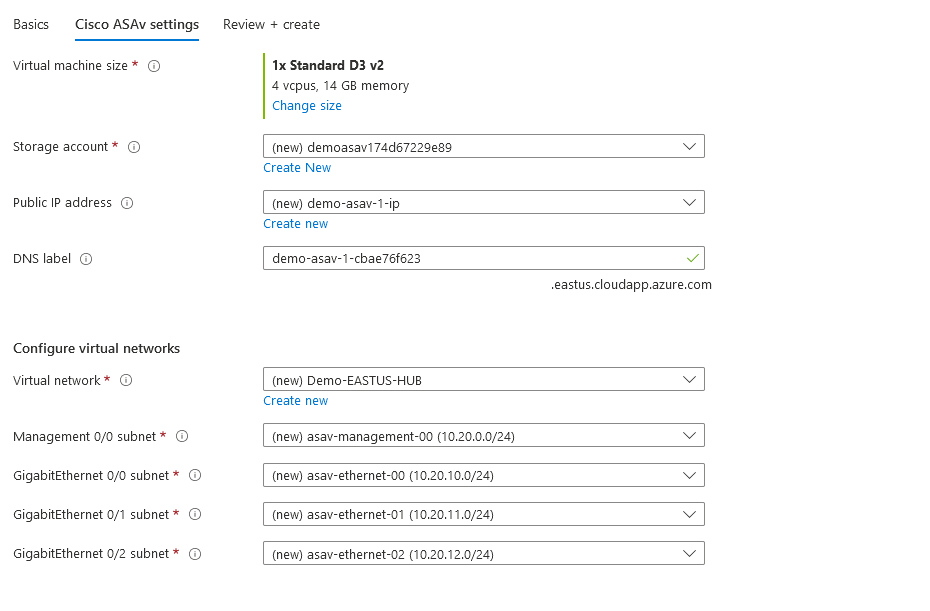 Basics Cisco ASAv settings Review + create
Virtual machine size *
1x Standard D3 v2
4 vcpus, 14 GB memory
Change size
Storage account * (new) demoasav174d67229e89
Create New
Public IP address (new) demo-asav-1-ip
Create new
DNS label demo-asav-1-cbae76f623
.eastus.cloudapp.azure.com
Configure virtual networks
Virtual network * (new) Demo-EASTUS-HUB
Create new
Management 0/0 subnet * (new) asav-management-00 (10.20.0.0/24)
GigabitEthernet 0/0 subnet * (new) asav-ethernet-00 (10.20.10.0/24)
GigabitEthernet 0/1 subnet * (new) asav-ethernet-01 (10.20.11.0/24)
GigabitEthernet 0/2 subnet * (new) asav-ethernet-02 (10.20.12.0/24)